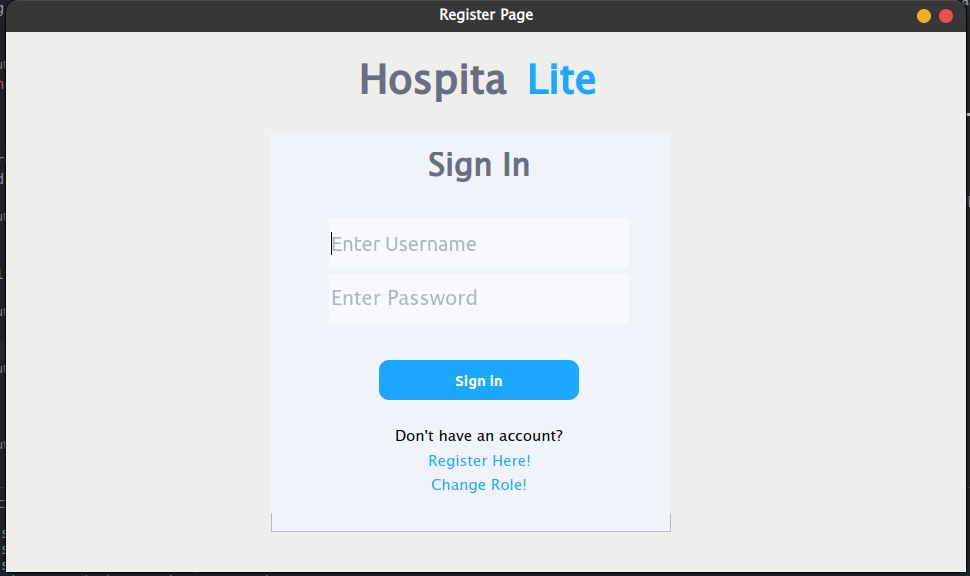 Register Page
Hospita Lite
Sign In
Enter Username
Enter Password
Sign in
Don't have an account?
Register Here!
Change Role!